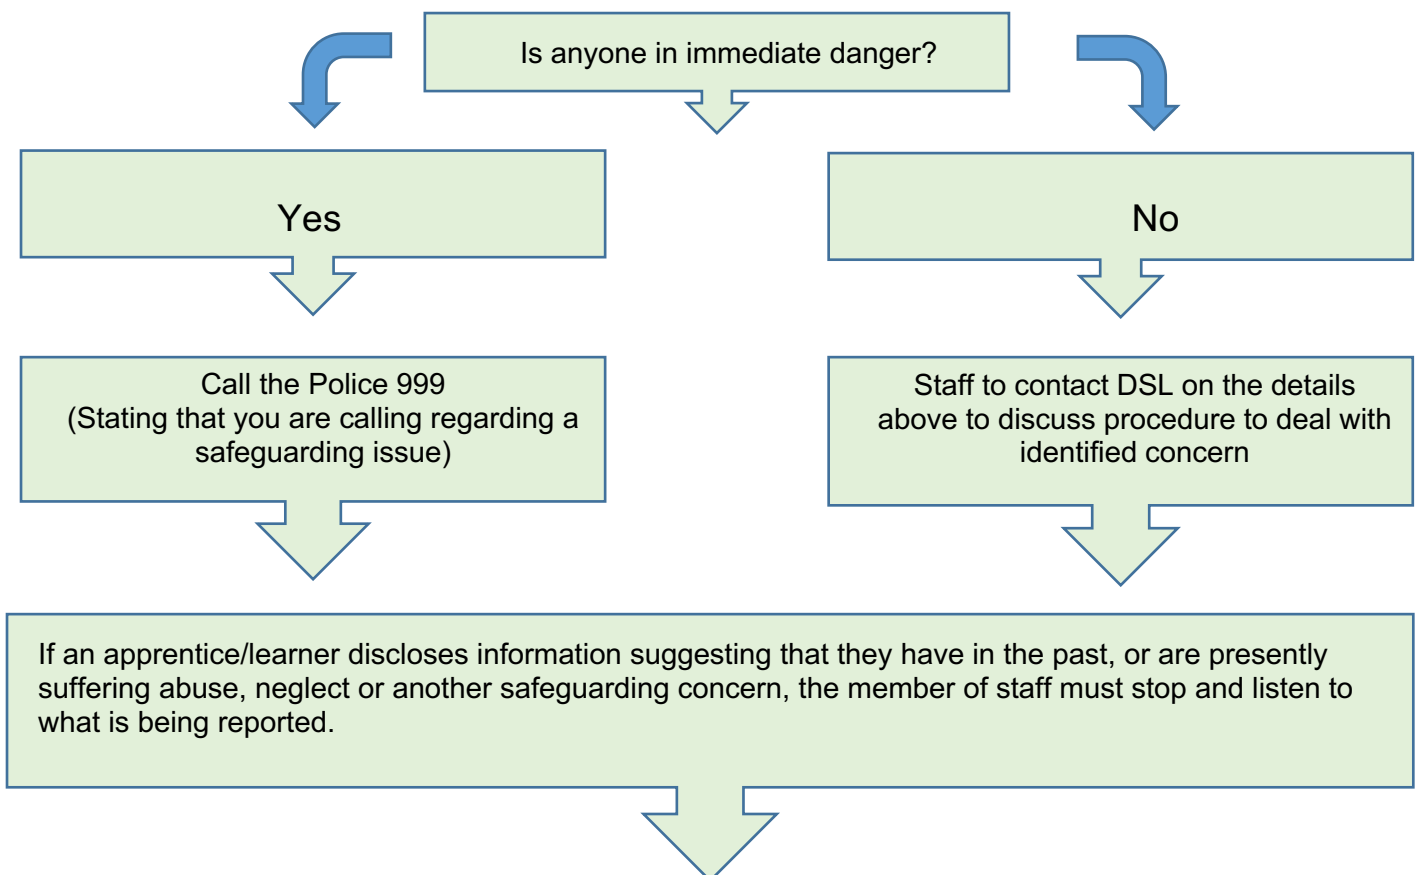 Is anyone in immediate danger?
Yes
No
Call the Police 999
(Stating that you are calling regarding a
safeguarding issue)
Staff to contact DSL on the details
above to discuss procedure to deal with
identified concern
If an apprentice/learner discloses information suggesting that they have in the past, or are presently
suffering abuse, neglect or another safeguarding concern, the member of staff must stop and listen to
what is being reported.